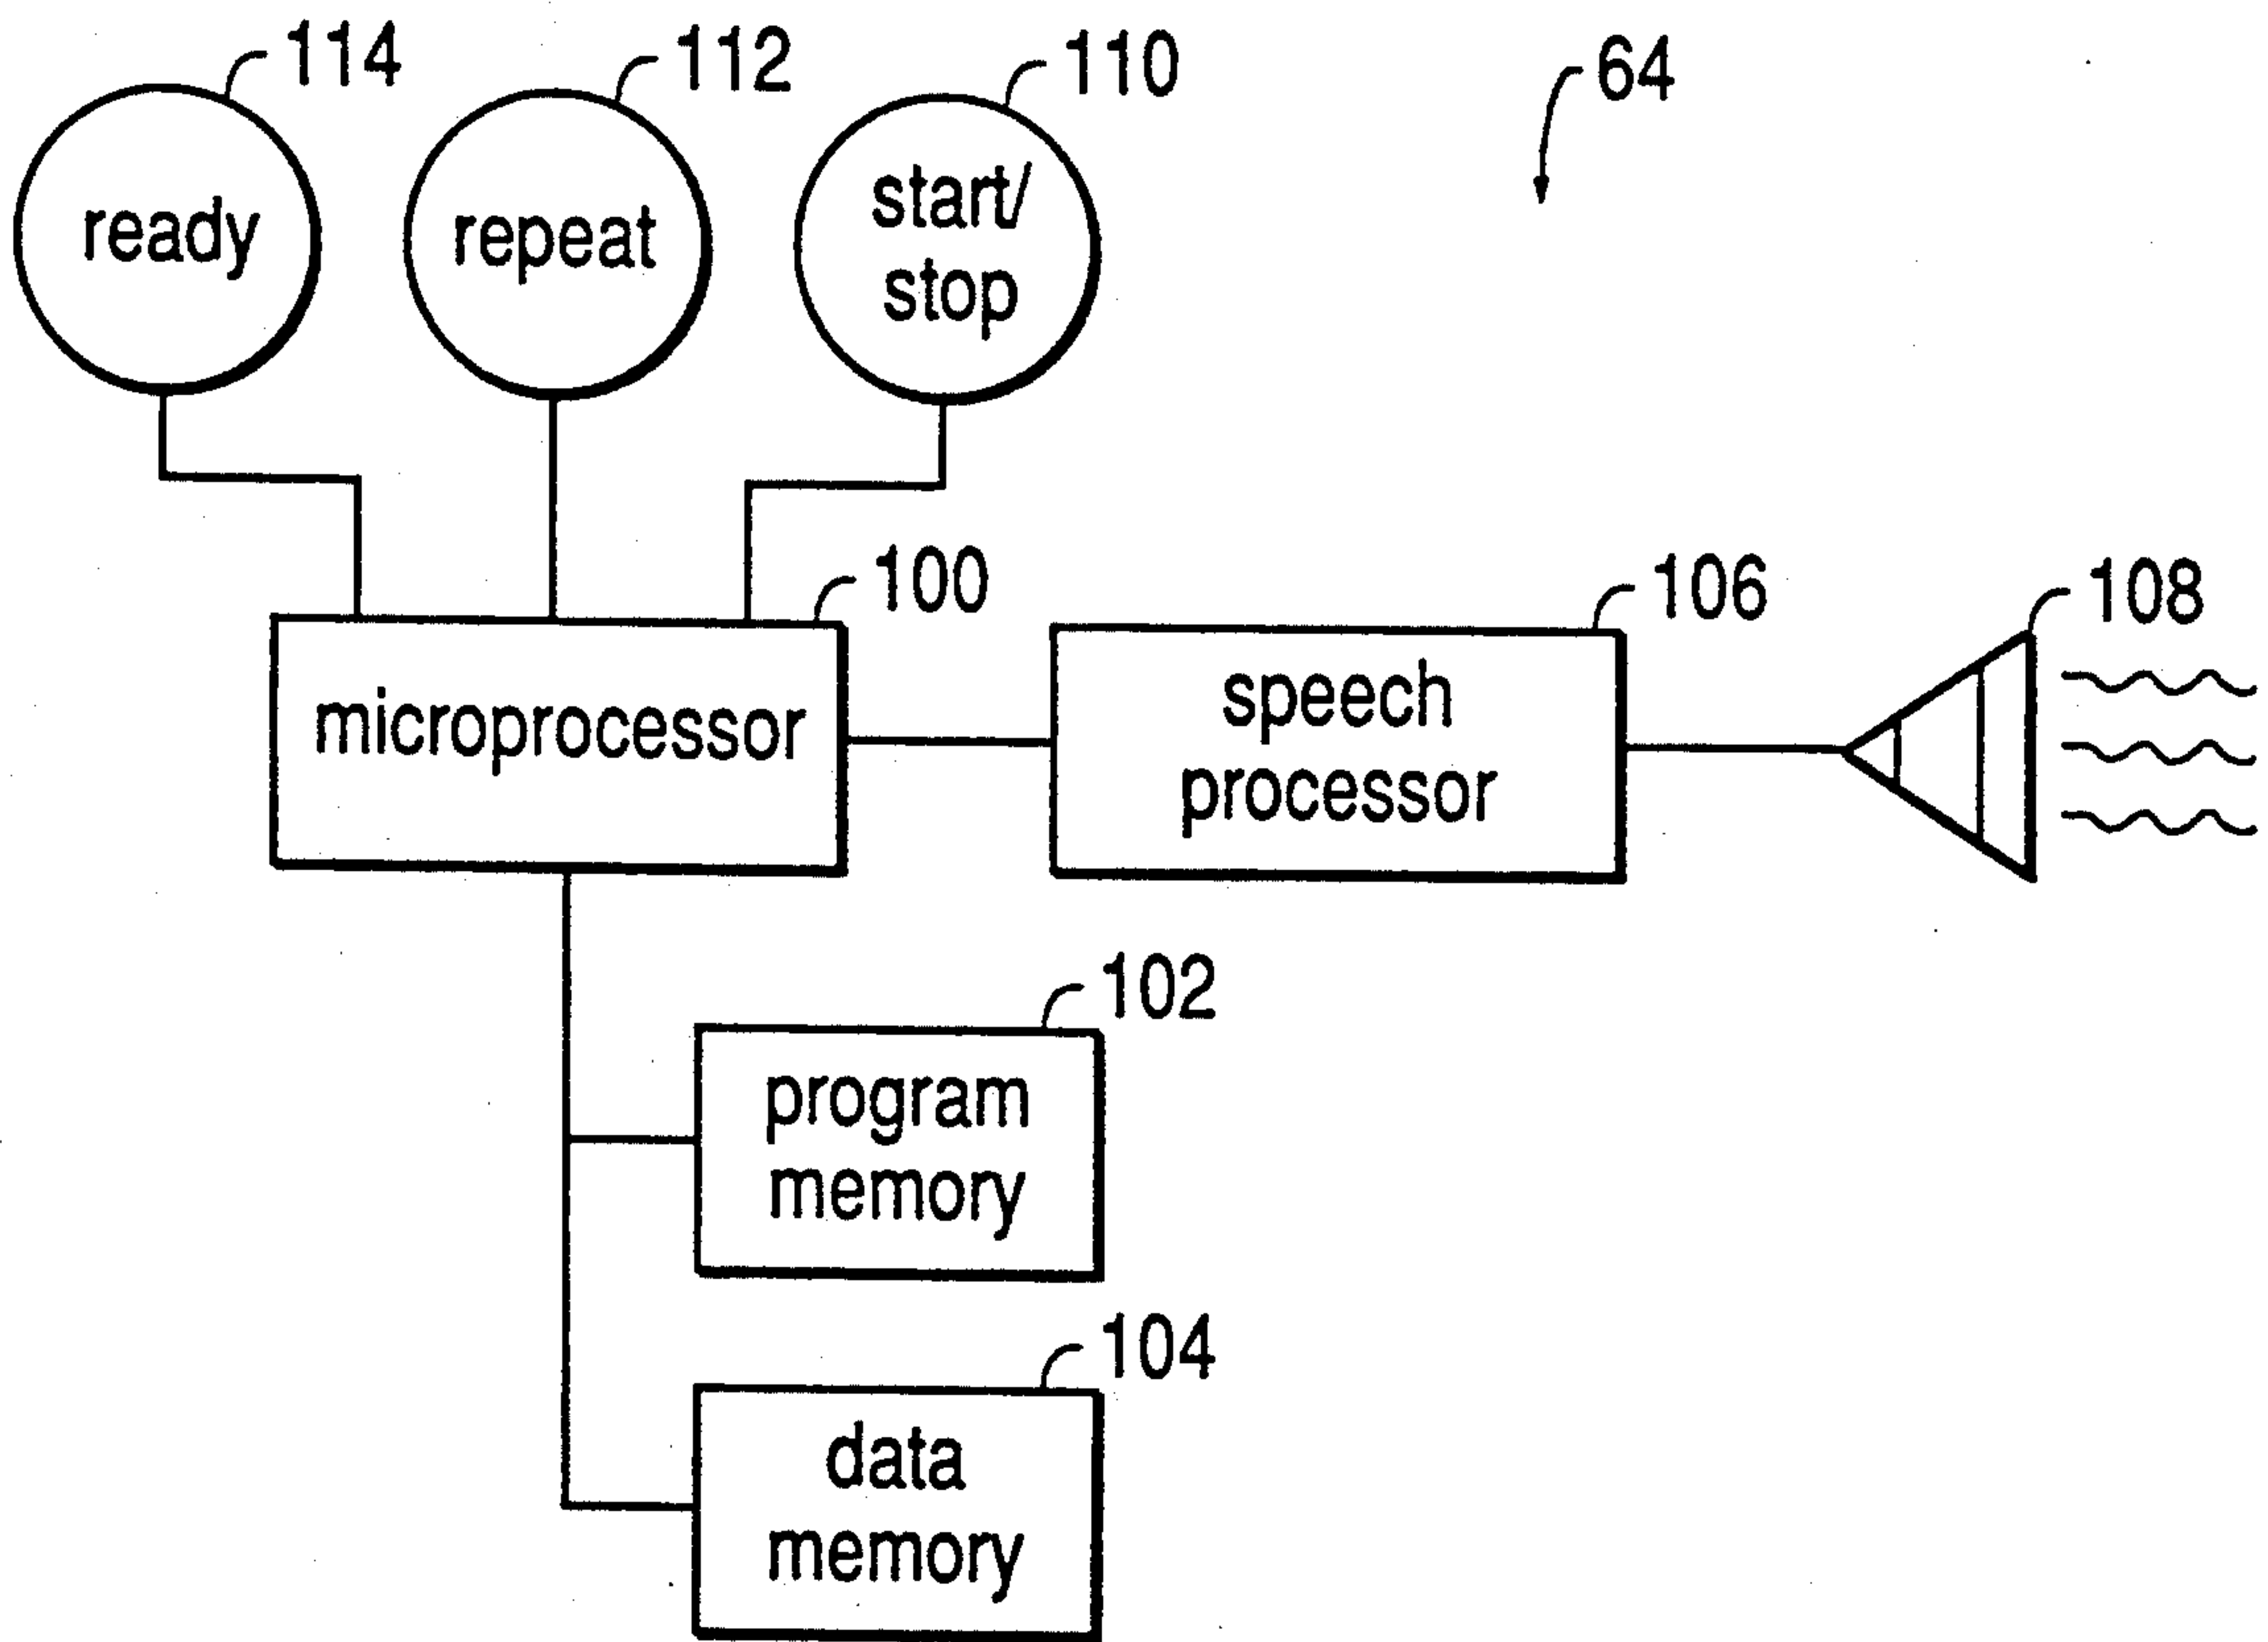 114
112
110
64
ready
repeat
start/
stop
100
106
108
microprocessor
speech
processor
102
program
memory
104
data
memory